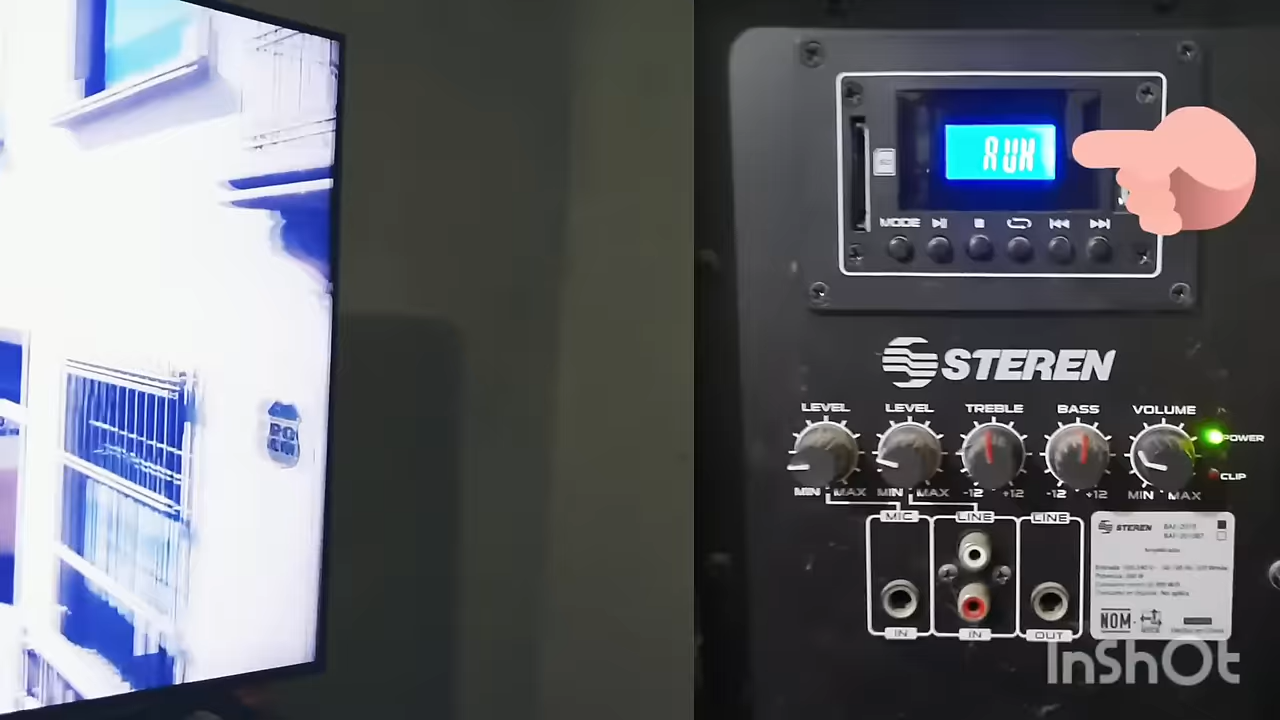 AUX
MODE
STEREN
LEVEL LEVEL TREBLE BASS VOLUME
POWER
CLIP
MIN MAX MIN MAX -12 +12 -12 +12 MIN MAX
MIC LINE LINE
IN IN OUT
STEREN
NOM
InShOt